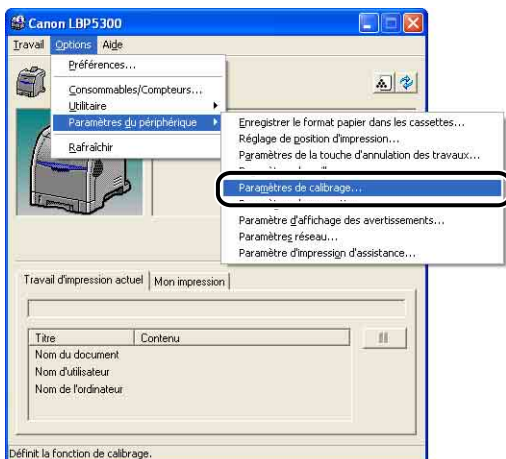 Canon LBP5300
Travail Options Aide
Préférences...
Consommables/Compteurs...
Utilitaire
Paramètres du périphérique
Rafraîchir
Enregistrer le format papier dans les cassettes...
Réglage de position d'impression...
Paramètres de la touche d'annulation des travaux...
Paramètres de calibrage...
Paramètre d'affichage des avertissements...
Paramètres réseau...
Paramètre d'impression d'assistance...
Travail d'impression actuel Mon impression
Titre Contenu
Nom du document
Nom d'utilisateur
Nom de l'ordinateur
Définit la fonction de calibrage.